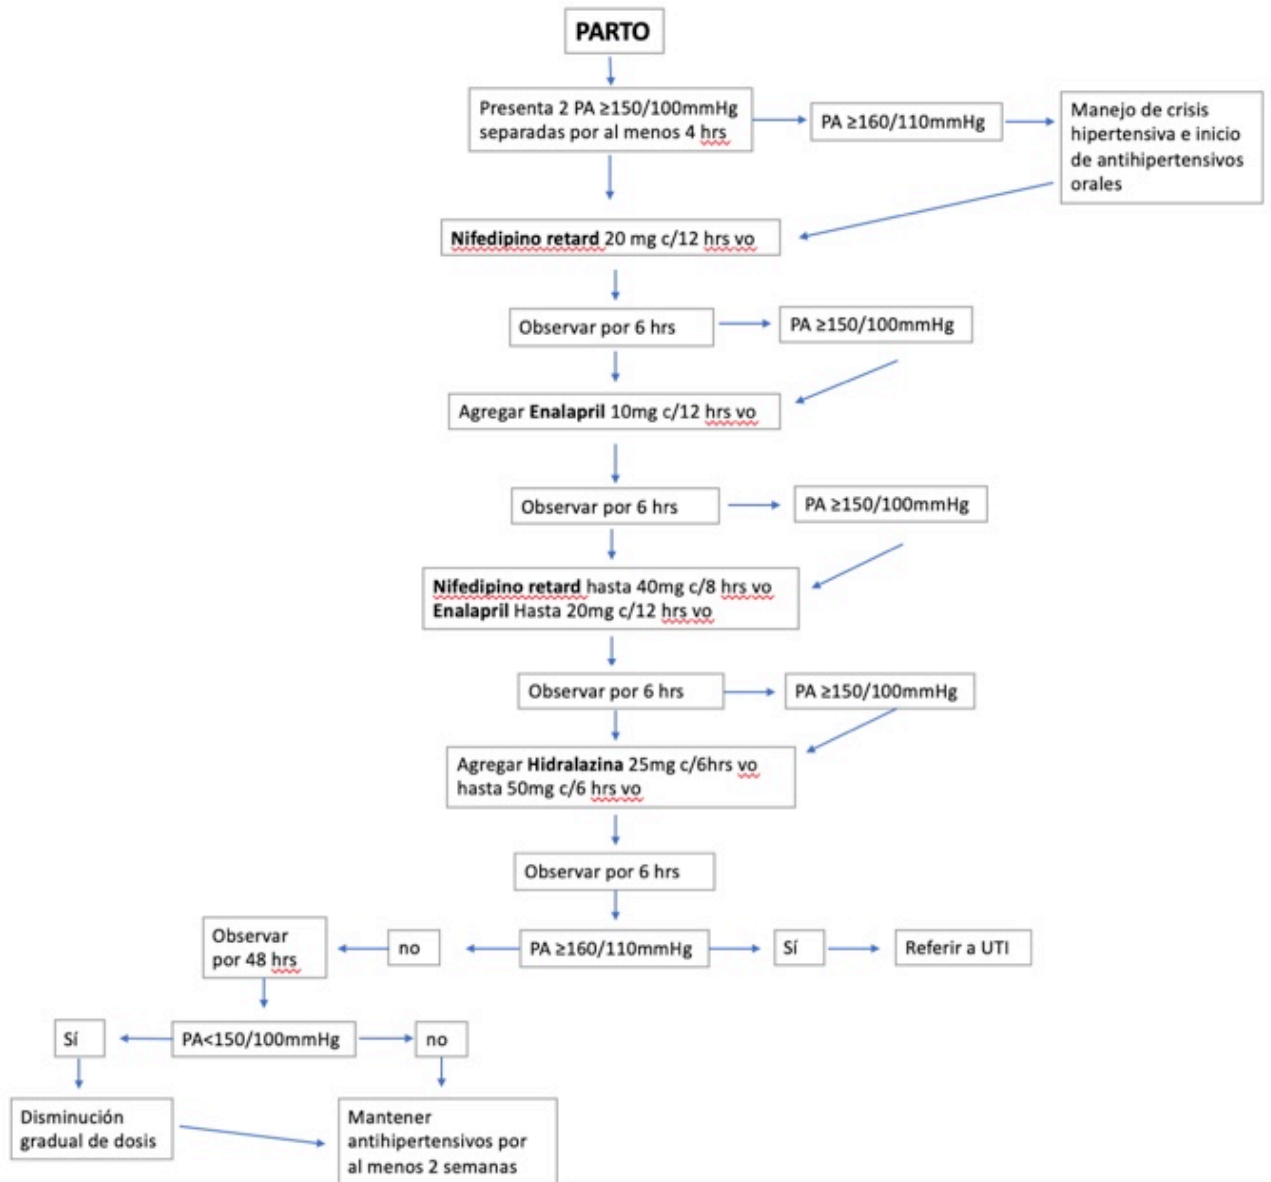 PARTO
Presenta 2 PA ≥150/100mmHg
separadas por al menos 4 hrs
PA ≥160/110mmHg
Manejo de crisis
hipertensiva e inicio
de antihipertensivos
orales
Nifedipino retard 20 mg c/12 hrs vo
Observar por 6 hrs
PA ≥150/100mmHg
Agregar Enalapril 10mg c/12 hrs vo
Observar por 6 hrs
PA ≥150/100mmHg
Nifedipino retard hasta 40mg c/8 hrs vo
Enalapril Hasta 20mg c/12 hrs vo
Observar por 6 hrs
PA ≥150/100mmHg
Agregar Hidralazina 25mg c/6hrs vo
hasta 50mg c/6 hrs vo
Observar por 6 hrs
Observar
por 48 hrs
no
PA ≥160/110mmHg
Sí
Referir a UTI
Sí
PA<150/100mmHg
no
Disminución
gradual de dosis
Mantener
antihipertensivos por
al menos 2 semanas